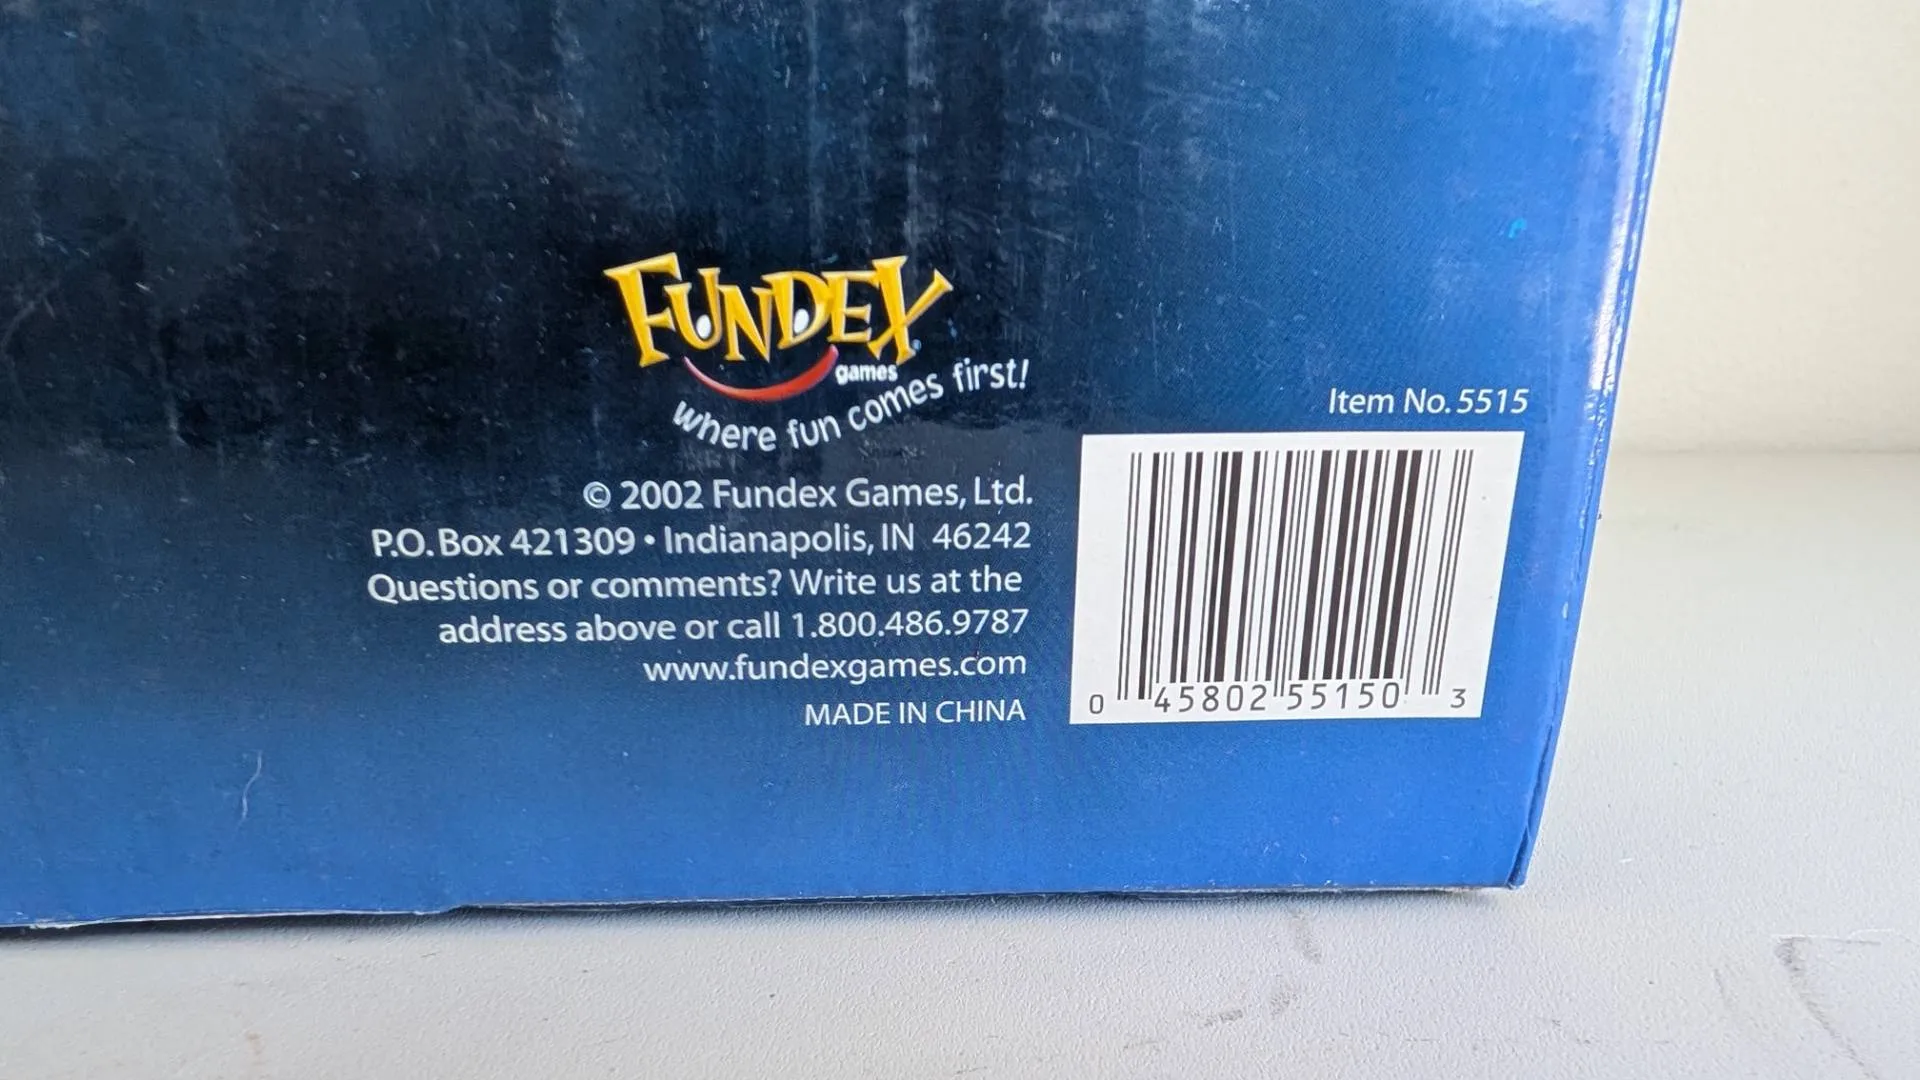 FUNDEX
games
where fun comes first!
© 2002 Fundex Games, Ltd.
P.O. Box 421309 • Indianapolis, IN 46242
Questions or comments? Write us at the
address above or call 1.800.486.9787
www.fundexgames.com
MADE IN CHINA
Item No. 5515
0 45802 55150 3